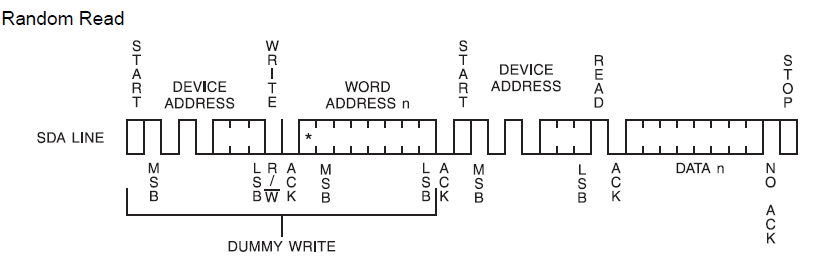 Random Read
START
WRITE
START
READ
STOP
DEVICE
ADDRESS
WORD
ADDRESS n
DEVICE
ADDRESS
SDA LINE
*
MSB
LSB
R/W
ACK
MSB
LSB
ACK
MSB
LSB
ACK
DATA n
NO ACK
DUMMY WRITE